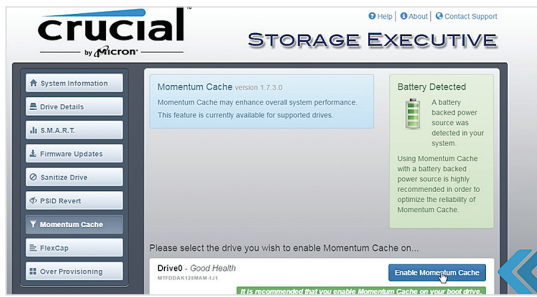 crucial™
by Micron®
Help | About | Contact Support
STORAGE EXECUTIVE
System Information
Drive Details
S.M.A.R.T.
Firmware Updates
Sanitize Drive
PSID Revert
Momentum Cache
FlexCap
Over Provisioning
Momentum Cache version 1.7.3.0
Momentum Cache may enhance overall system performance.
This feature is currently available for supported drives.
Battery Detected
A battery
backed power
source was
detected in your
system.
Using Momentum Cache
with a battery backed
power source is highly
recommended in order to
optimize the reliability of
Momentum Cache.
Please select the drive you wish to enable Momentum Cache on...
Drive0 - Good Health
MTFDDAK128MAM-1J1
Enable Momentum Cache
It is recommended that you enable Momentum Cache on your boot drive.